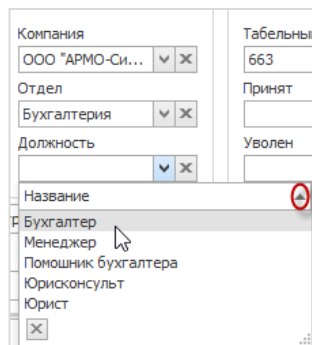 Компания
Табельны
ООО "АРМО-Си...
663
Отдел
Принят
Бухгалтерия
Должность
Уволен
Название
Бухгалтер
Менеджер
Помошник бухгалтера
Юрисконсульт
Юрист